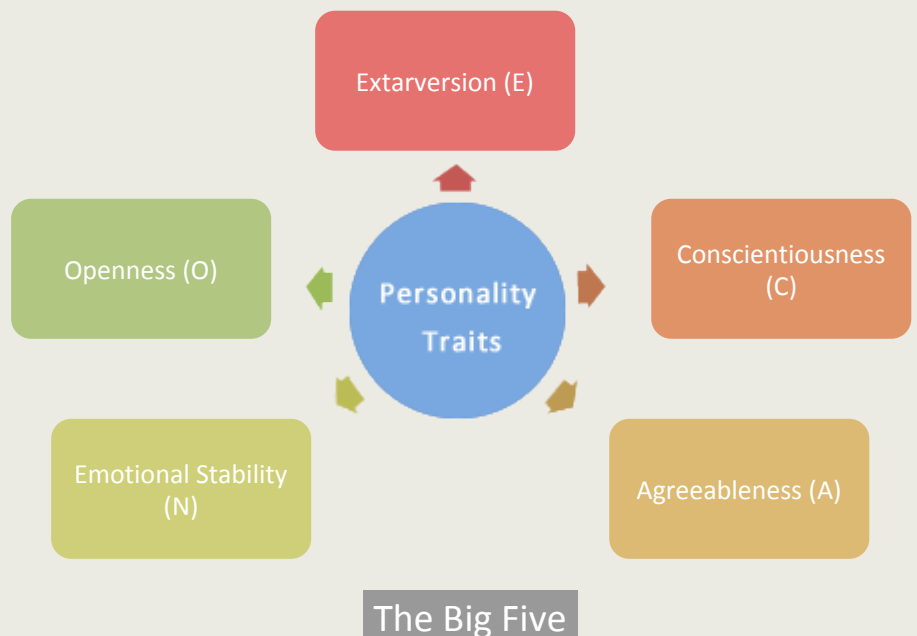 Extarversion (E)
Openness (O)
Personality
Traits
Conscientiousness
(C)
Emotional Stability
(N)
Agreeableness (A)
The Big Five